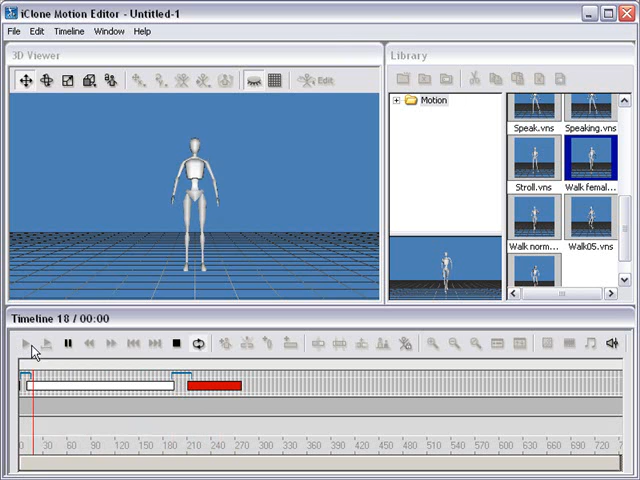 iClone Motion Editor - Untitled-1
File Edit Timeline Window Help
3D Viewer
Edit
Library
Motion
Speak.vns Speaking.vns
Stroll.vns Walk femal...
Walk norm... Walk05.vns
Timeline 18 / 00:00
0 30 60 90 120 150 180 210 240 270 300 330 360 390 420 450 480 510 540 570 600 630 660 690 720